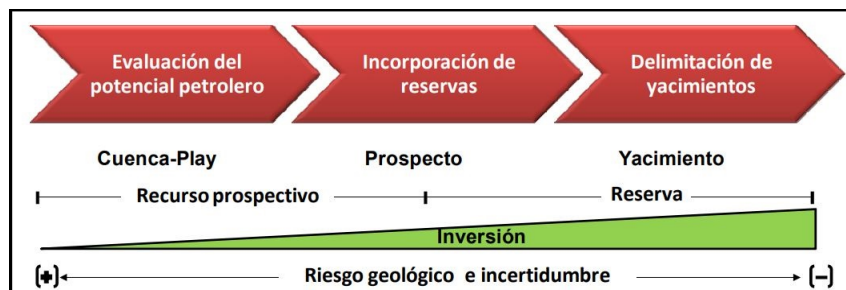 Evaluación del
potencial petrolero
Incorporación de
reservas
Delimitación de
yacimientos
Cuenca-Play
Prospecto
Yacimiento
Recurso prospectivo
Reserva
Inversión
(+)
Riesgo geológico e incertidumbre
(-)